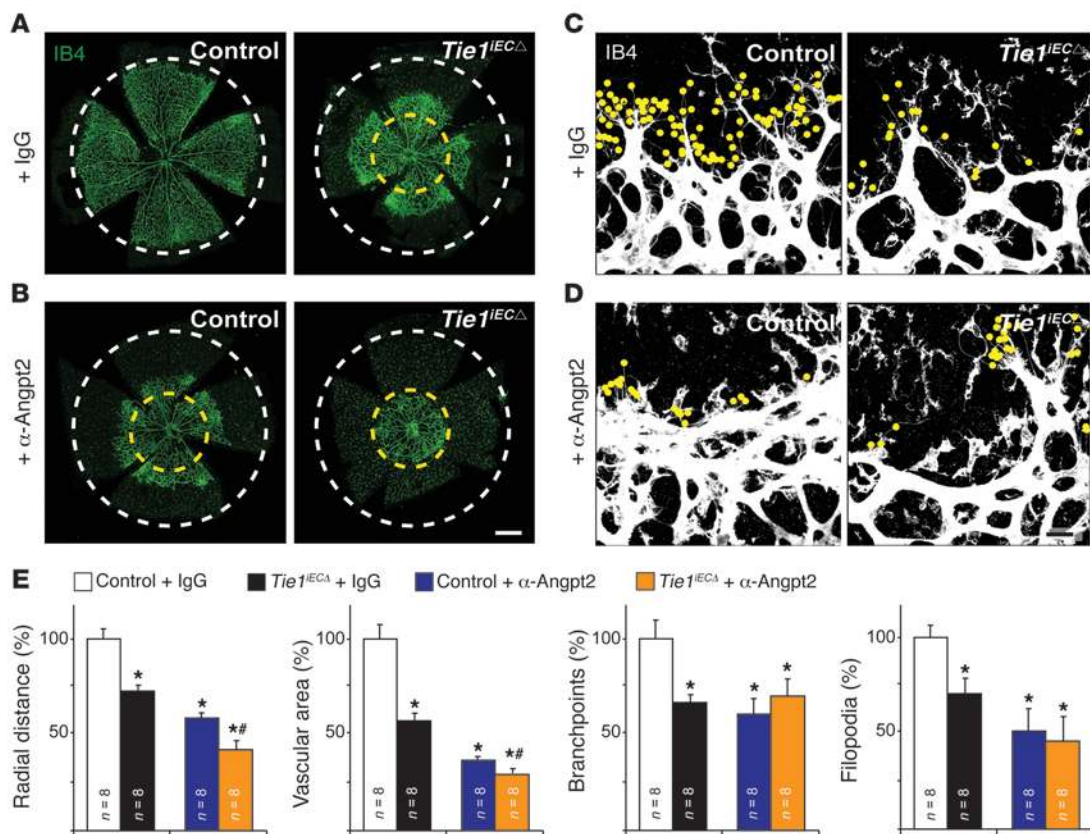 A
IB4
Control
Tie1iECΔ
+ IgG
C
IB4
Control
Tie1iECΔ
+ IgG
B
Control
Tie1iECΔ
+ α-Angpt2
D
Control
Tie1iECΔ
+ α-Angpt2
E
Control + IgG
Tie1iECΔ + IgG
Control + α-Angpt2
Tie1iECΔ + α-Angpt2
Radial distance (%)
100
50
*
*
*#
n = 8
n = 8
n = 8
n = 8
Vascular area (%)
100
50
*
*
*#
n = 8
n = 8
n = 8
n = 8
Branchpoints (%)
100
50
*
*
*
n = 8
n = 8
n = 8
n = 8
Filopodia (%)
100
50
*
*
*
n = 8
n = 8
n = 8
n = 8